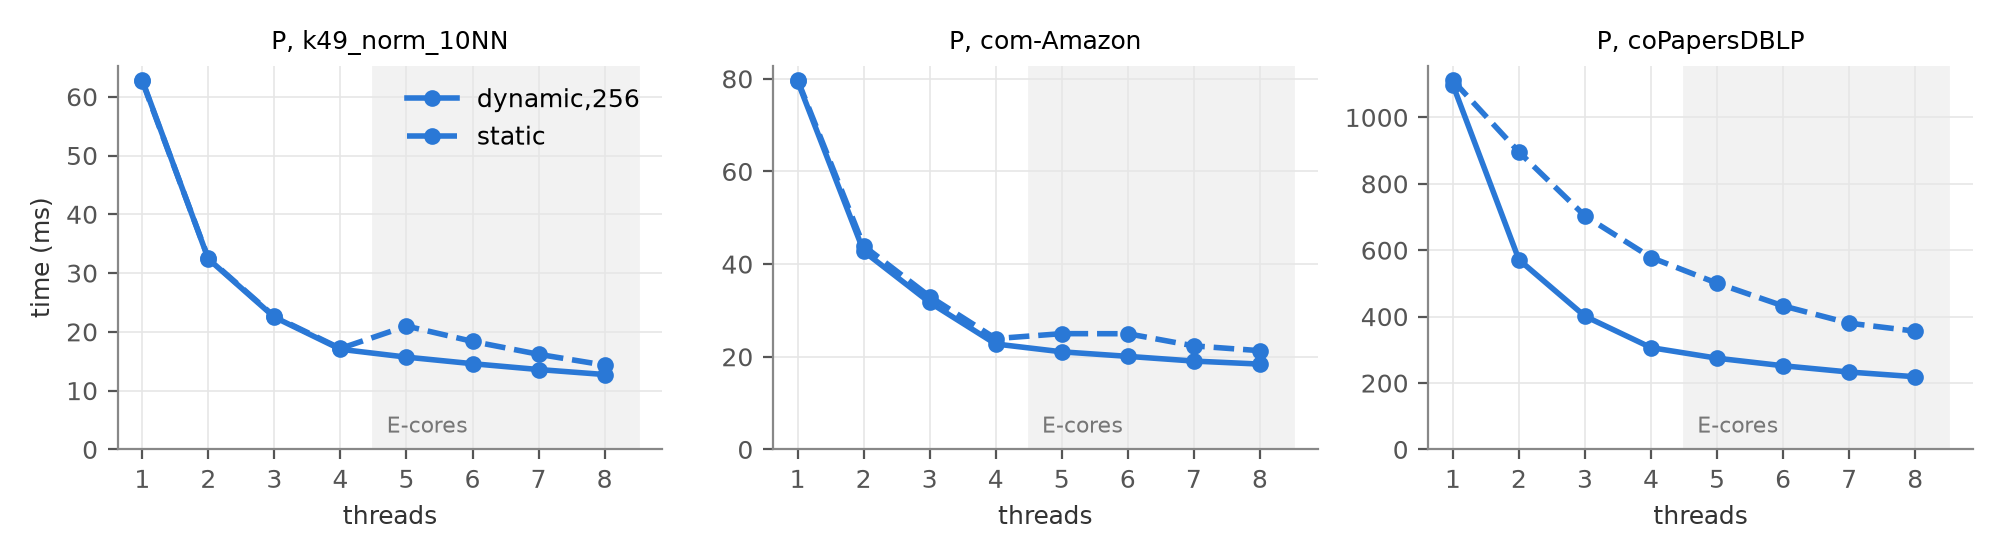 P, k49_norm_10NN
P, com-Amazon
P, coPapersDBLP
time (ms)
60
50
40
30
20
10
0
dynamic,256
static
E-cores
1 2 3 4 5 6 7 8
threads
80
60
40
20
0
E-cores
1 2 3 4 5 6 7 8
threads
1000
800
600
400
200
0
E-cores
1 2 3 4 5 6 7 8
threads